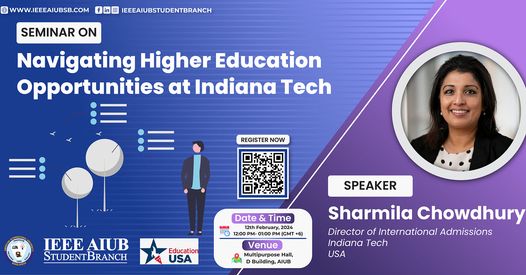 WWW.IEEEAIUBSB.COM
IEEEAIUBSTUDENTBRANCH
SEMINAR ON
Navigating Higher Education
Opportunities at Indiana Tech
REGISTER NOW
Date & Time
12th February, 2024
12:00 PM- 01:00 PM (GMT +6)
Venue
Multipurpose Hall,
D Building, AIUB
IEEE AIUB
STUDENTBRANCH
Education
USA
SPEAKER
Sharmila Chowdhury
Director of International Admissions
Indiana Tech
USA